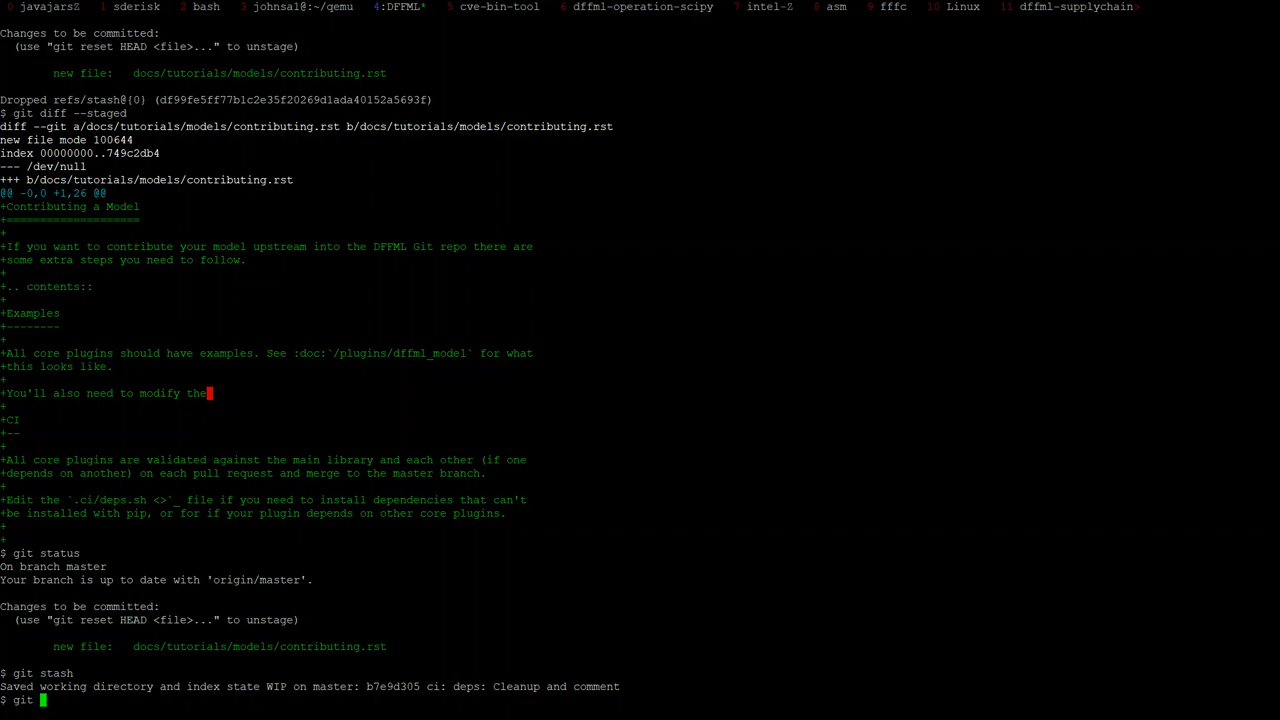 0 javajarsZ 1 sderisk 2 bash 3 johnsal@:~/qemu 4:DFFML* 5 cve-bin-tool 6 dffml-operation-scipy 7 intel-Z 8 asm 9 fffc 10 Linux 11 dffml-supplychain>
Changes to be committed:
  (use "git reset HEAD <file>..." to unstage)
        new file:   docs/tutorials/models/contributing.rst
Dropped refs/stash@{0} (df99fe5ff77b1c2e35f20269d1ada40152a5693f)
$ git diff --staged
diff --git a/docs/tutorials/models/contributing.rst b/docs/tutorials/models/contributing.rst
new file mode 100644
index 00000000..749c2db4
--- /dev/null
+++ b/docs/tutorials/models/contributing.rst
@@ -0,0 +1,26 @@
+Contributing a Model
+====================
+
+If you want to contribute your model upstream into the DFFML Git repo there are
+some extra steps you need to follow.
+
+.. contents::
+
+Examples
+--------
+
+All core plugins should have examples. See :doc:`/plugins/dffml_model` for what
+this looks like.
+
+You'll also need to modify the
+
+CI
+--
+
+All core plugins are validated against the main library and each other (if one
+depends on another) on each pull request and merge to the master branch.
+
+Edit the `.ci/deps.sh <>`_ file if you need to install dependencies that can't
+be installed with pip, or for if your plugin depends on other core plugins.
+
+
$ git status
On branch master
Your branch is up to date with 'origin/master'.
Changes to be committed:
  (use "git reset HEAD <file>..." to unstage)
        new file:   docs/tutorials/models/contributing.rst
$ git stash
Saved working directory and index state WIP on master: b7e9d305 ci: deps: Cleanup and comment
$ git